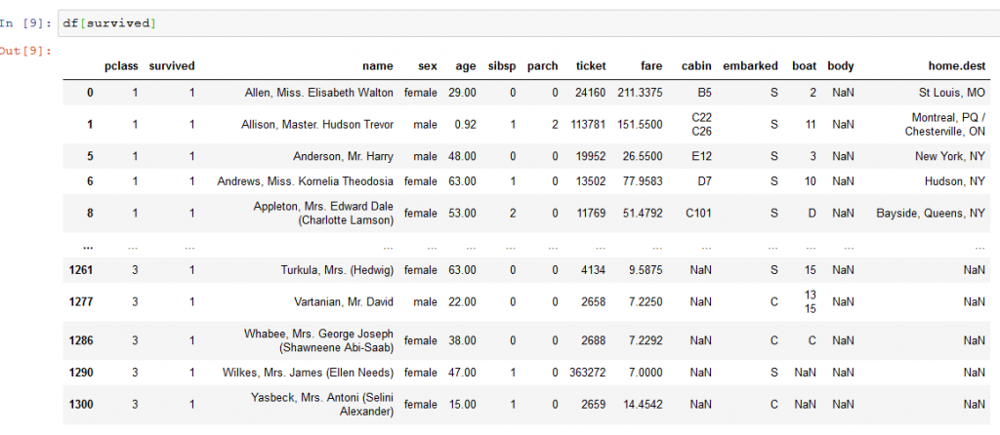 In [9]: df[survived]
Out[9]:
pclass survived name sex age sibsp parch ticket fare cabin embarked boat body home.dest
0 1 1 Allen, Miss. Elisabeth Walton female 29.00 0 0 24160 211.3375 B5 S 2 NaN St Louis, MO
1 1 1 Allison, Master. Hudson Trevor male 0.92 1 2 113781 151.5500 C22 C26 S 11 NaN Montreal, PQ / Chesterville, ON
5 1 1 Anderson, Mr. Harry male 48.00 0 0 19952 26.5500 E12 S 3 NaN New York, NY
6 1 1 Andrews, Miss. Kornelia Theodosia female 63.00 1 0 13502 77.9583 D7 S 10 NaN Hudson, NY
8 1 1 Appleton, Mrs. Edward Dale (Charlotte Lamson) female 53.00 2 0 11769 51.4792 C101 S D NaN Bayside, Queens, NY
... ... ... ... ... ... ... ... ... ... ... ... ... ... ...
1261 3 1 Turkula, Mrs. (Hedwig) female 63.00 0 0 4134 9.5875 NaN S 15 NaN NaN
1277 3 1 Vartanian, Mr. David male 22.00 0 0 2658 7.2250 NaN C 13 15 NaN NaN
1286 3 1 Whabee, Mrs. George Joseph (Shawneene Abi-Saab) female 38.00 0 0 2688 7.2292 NaN C C NaN NaN
1290 3 1 Wilkes, Mrs. James (Ellen Needs) female 47.00 1 0 363272 7.0000 NaN S NaN NaN NaN
1300 3 1 Yasbeck, Mrs. Antoni (Selini Alexander) female 15.00 1 0 2659 14.4542 NaN C NaN NaN NaN